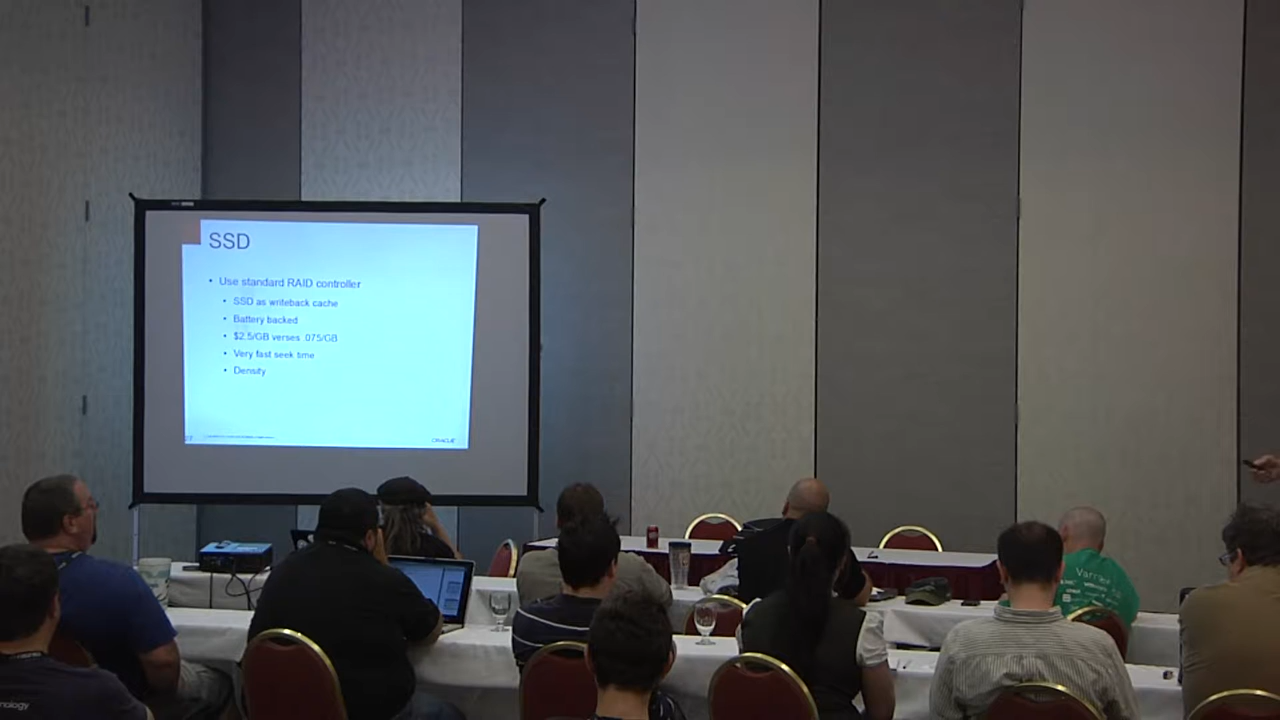 SSD
• Use standard RAID controller
• SSD as writeback cache
• Battery backed
• $2.5/GB verses .075/GB
• Very fast seek time
• Density
ORACLE
nology